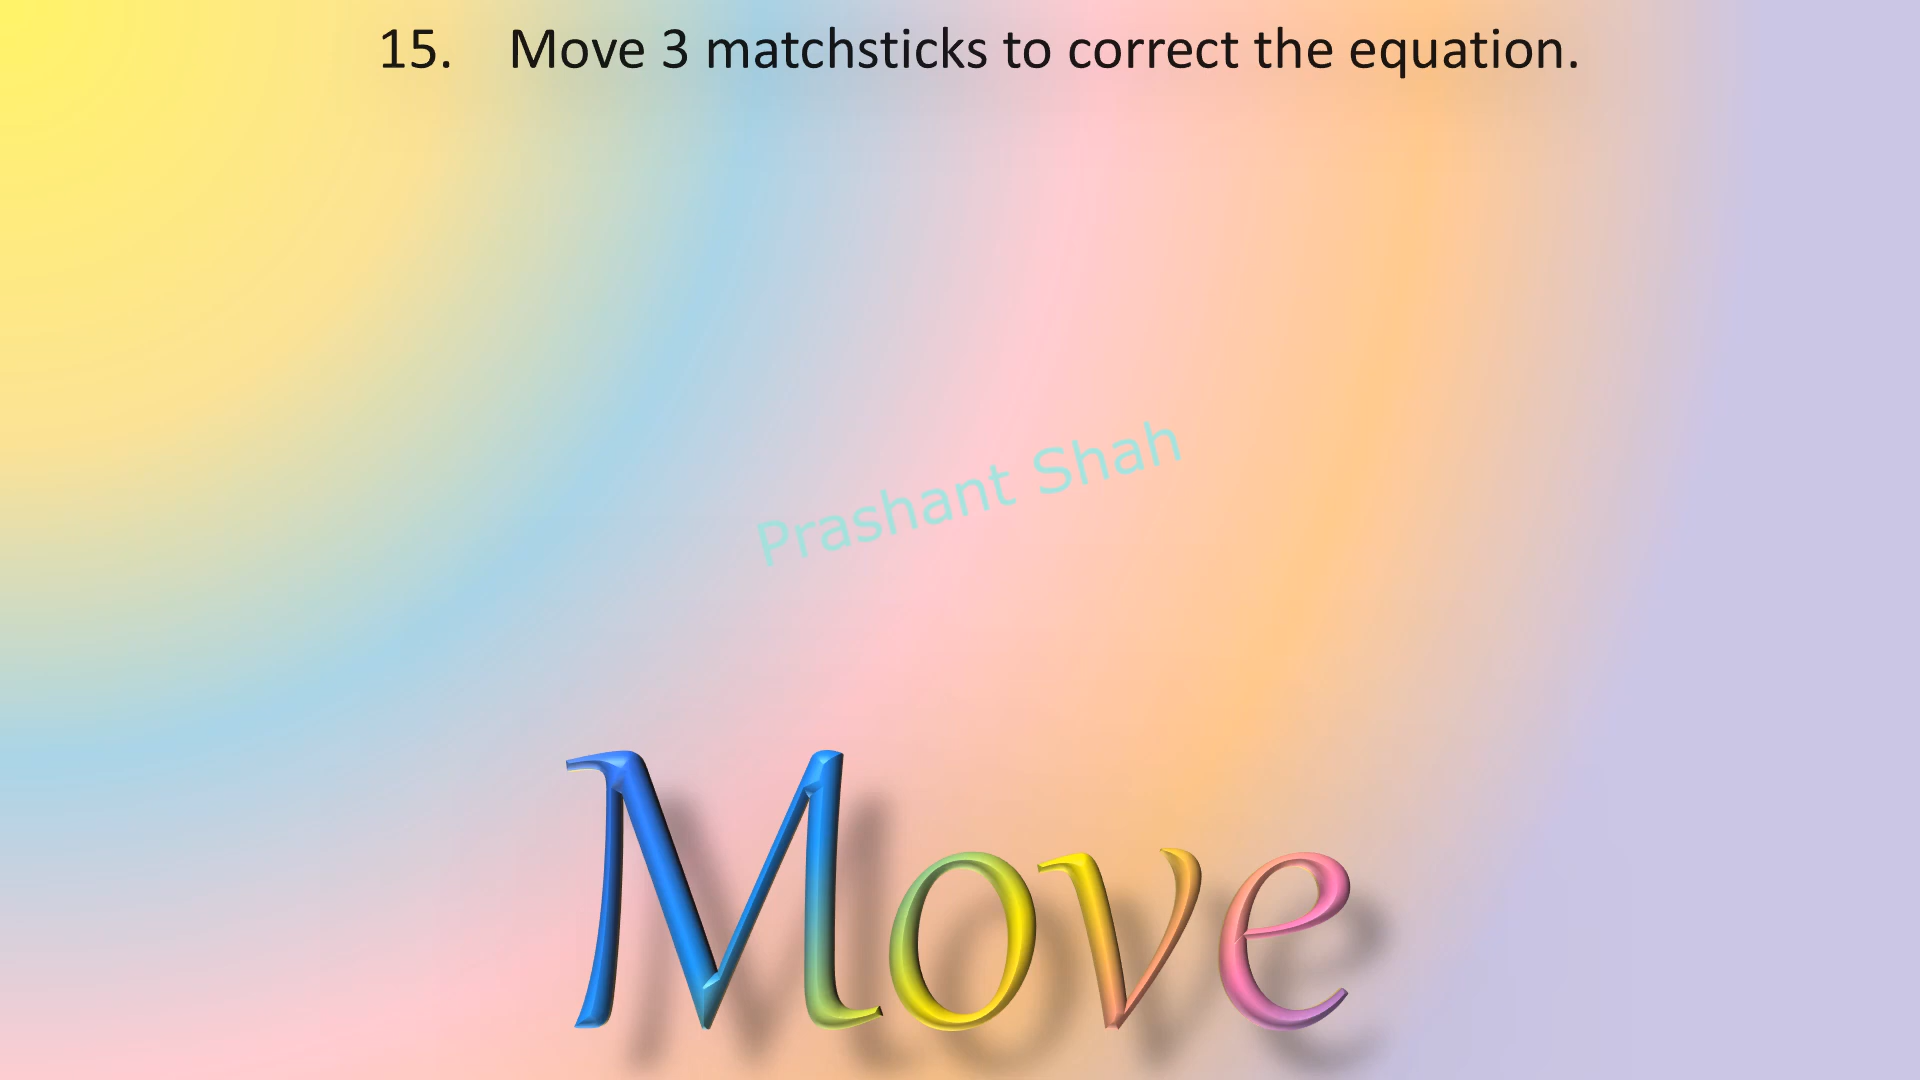 15. Move 3 matchsticks to correct the equation.
Prashant Shah
Move